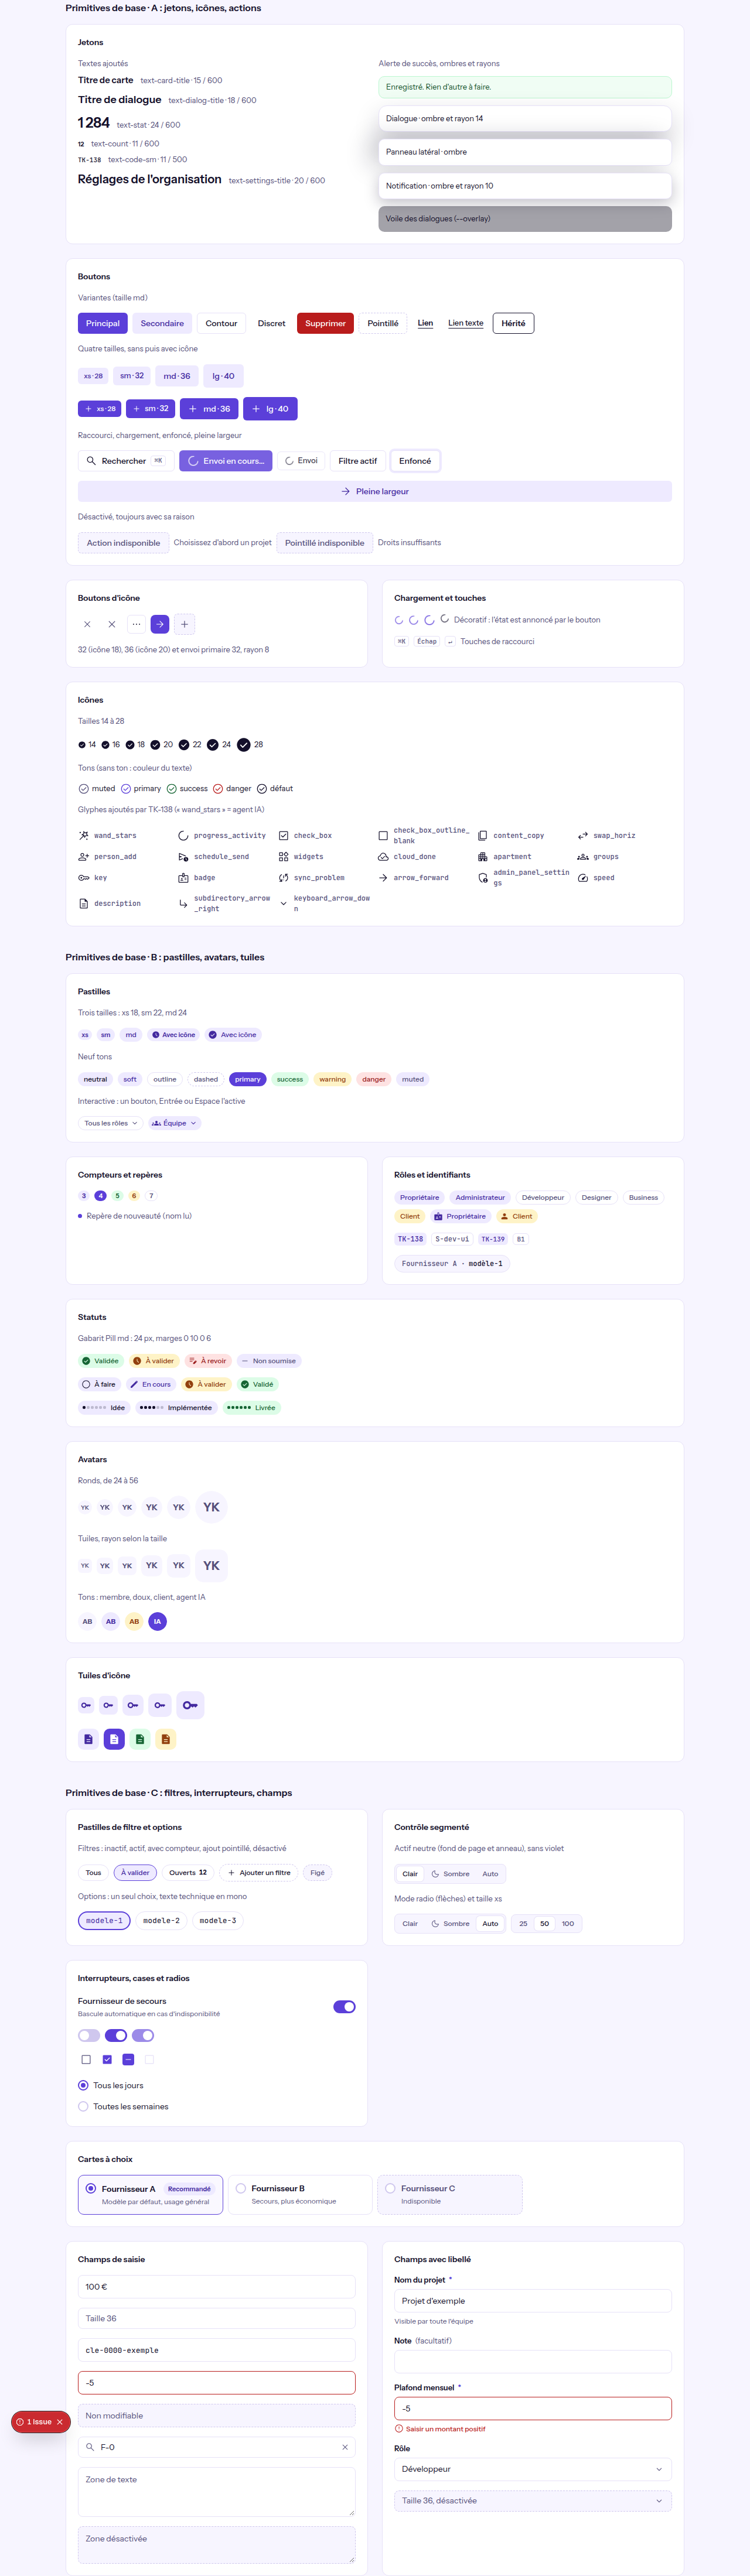 Primitives de base · A : jetons, icônes, actions
Jetons
Textes ajoutés
Titre de carte text-card-title · 15 / 600
Titre de dialogue text-dialog-title · 18 / 600
1 284 text-stat · 24 / 600
12 text-count · 11 / 600
TK-138 text-code-sm · 11 / 500
Réglages de l'organisation text-settings-title · 20 / 600
Alerte de succès, ombres et rayons
Enregistré. Rien d'autre à faire.
Dialogue · ombre et rayon 14
Panneau latéral · ombre
Notification · ombre et rayon 10
Voile des dialogues (--overlay)
Boutons
Variantes (taille md)
Principal Secondaire Contour Discret Supprimer Pointillé Lien Lien texte Hérité
Quatre tailles, sans puis avec icône
xs · 28 sm · 32 md · 36 lg · 40
xs · 28 sm · 32 md · 36 lg · 40
Raccourci, chargement, enfoncé, pleine largeur
Rechercher ⌘K Envoi en cours... Envoi Filtre actif Enfoncé
Pleine largeur
Désactivé, toujours avec sa raison
Action indisponible Choisissez d'abord un projet Pointillé indisponible Droits insuffisants
Boutons d'icône
32 (icône 18), 36 (icône 20) et envoi primaire 32, rayon 8
Chargement et touches
Décoratif : l'état est annoncé par le bouton
⌘K Échap ↵ Touches de raccourci
Icônes
Tailles 14 à 28
14 16 18 20 22 24 28
Tons (sans ton : couleur du texte)
muted primary success danger défaut
Glyphes ajoutés par TK-138 (« wand_stars » = agent IA)
wand_stars progress_activity check_box check_box_outline_ content_copy swap_horiz
blank
person_add schedule_send widgets cloud_done apartment groups
key badge sync_problem arrow_forward admin_panel_settin speed
gs
description subdirectory_arrow keyboard_arrow_dow
_right n
Primitives de base · B : pastilles, avatars, tuiles
Pastilles
Trois tailles : xs 18, sm 22, md 24
xs sm md Avec icône Avec icône
Neuf tons
neutral soft outline dashed primary success warning danger muted
Interactive : un bouton, Entrée ou Espace l'active
Tous les rôles Équipe
Compteurs et repères
3 4 5 6 7
Repère de nouveauté (nom lu)
Rôles et identifiants
Propriétaire Administrateur Développeur Designer Business
Client Propriétaire Client
TK-138 S-dev-ui TK-139 B1
Fournisseur A · modèle-1
Statuts
Gabarit Pill md : 24 px, marges 0 10 0 6
Validée À valider À revoir Non soumise
À faire En cours À valider Validé
Idée Implémentée Livrée
Avatars
Ronds, de 24 à 56
YK YK YK YK YK YK
Tuiles, rayon selon la taille
YK YK YK YK YK YK
Tons : membre, doux, client, agent IA
AB AB AB IA
Tuiles d'icône
Primitives de base · C : filtres, interrupteurs, champs
Pastilles de filtre et options
Filtres : inactif, actif, avec compteur, ajout pointillé, désactivé
Tous À valider Ouverts 12 Ajouter un filtre Figé
Options : un seul choix, texte technique en mono
modele-1 modele-2 modele-3
Contrôle segmenté
Actif neutre (fond de page et anneau), sans violet
Clair Sombre Auto
Mode radio (flèches) et taille xs
Clair Sombre Auto 25 50 100
Interrupteurs, cases et radios
Fournisseur de secours
Bascule automatique en cas d'indisponibilité
Tous les jours
Toutes les semaines
Cartes à choix
Fournisseur A Recommandé
Modèle par défaut, usage général
Fournisseur B
Secours, plus économique
Fournisseur C
Indisponible
Champs de saisie
100 €
Taille 36
cle-0000-exemple
-5
Non modifiable
F-0
Zone de texte
Zone désactivée
Champs avec libellé
Nom du projet *
Projet d'exemple
Visible par toute l'équipe
Note (facultatif)
Plafond mensuel *
-5
Saisir un montant positif
Rôle
Développeur
Taille 36, désactivée
1 Issue